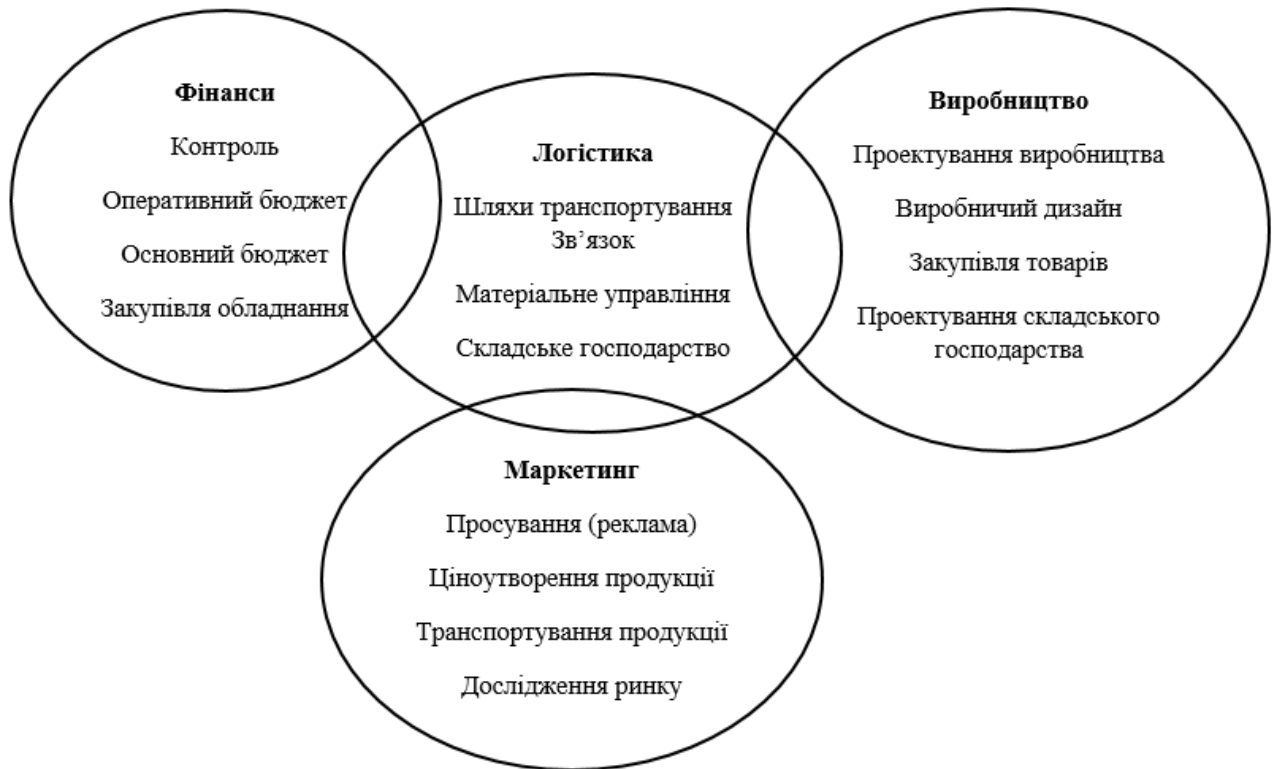 Фінанси
Контроль
Оперативний бюджет
Основний бюджет
Закупівля обладнання
Логістика
Шляхи транспортування
Зв’язок
Матеріальне управління
Складське господарство
Виробництво
Проектування виробництва
Виробничий дизайн
Закупівля товарів
Проектування складського
господарства
Маркетинг
Просування (реклама)
Ціноутворення продукції
Транспортування продукції
Дослідження ринку